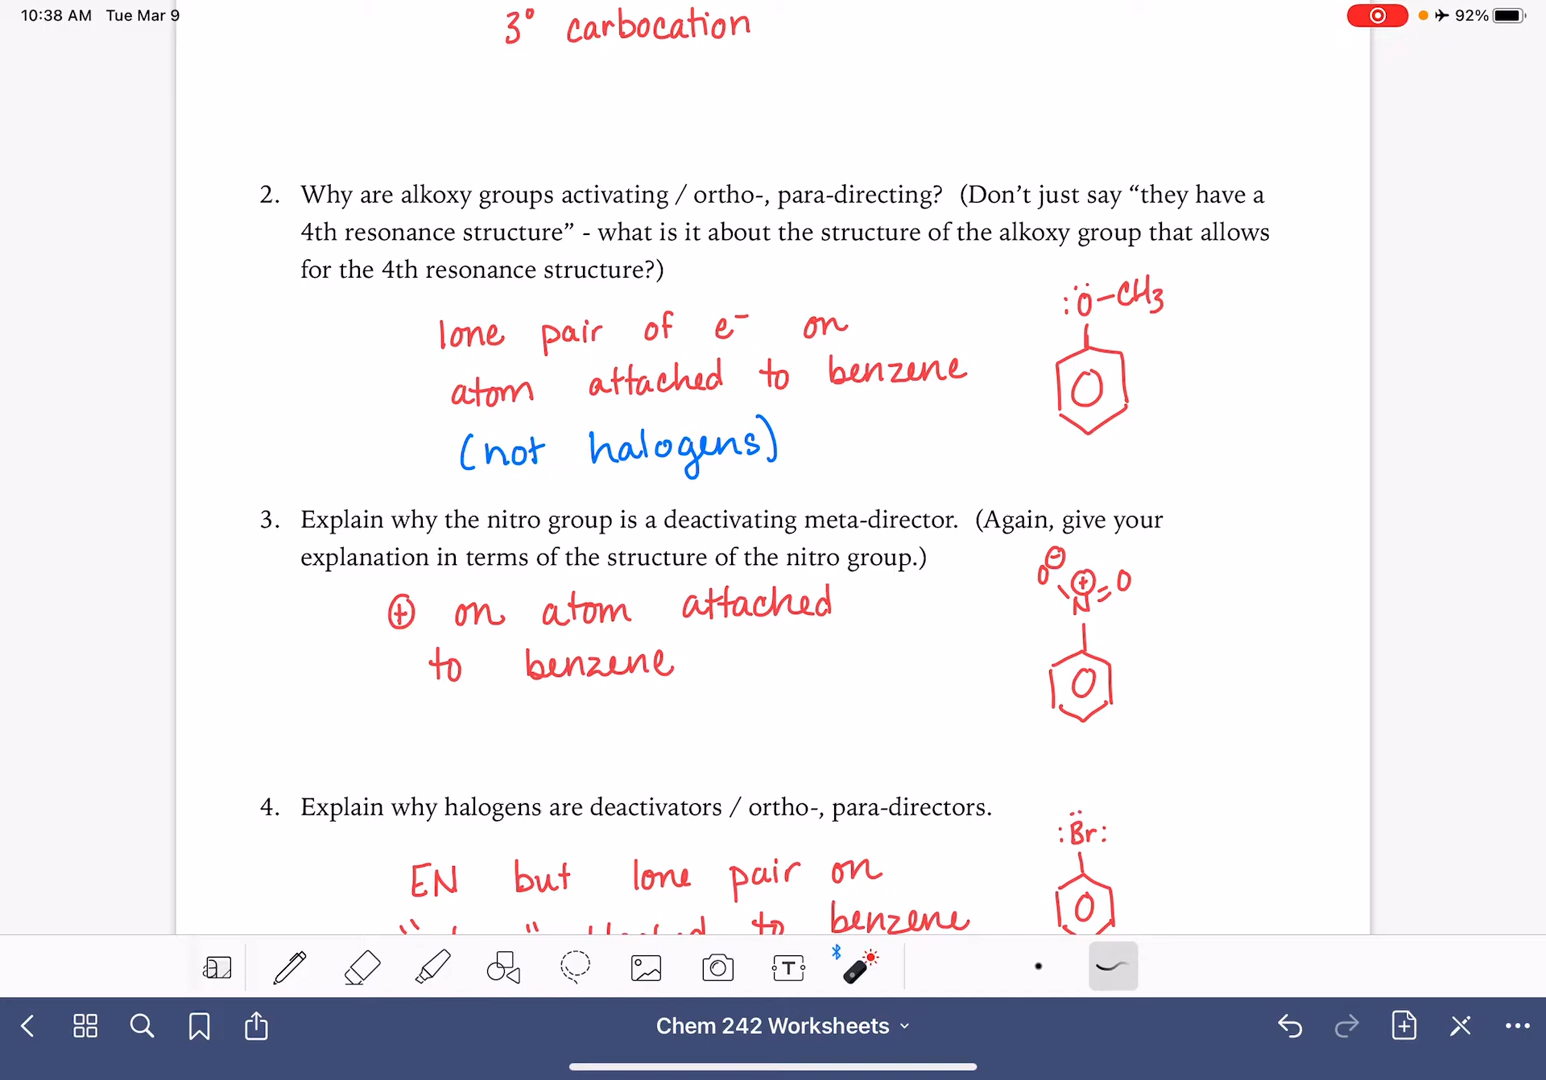 10:38 AM Tue Mar 9
92%
3° carbocation
2. Why are alkoxy groups activating / ortho-, para-directing? (Don’t just say “they have a
4th resonance structure” - what is it about the structure of the alkoxy group that allows
for the 4th resonance structure?)
:Ö-CH3
lone pair of e⁻ on
atom attached to benzene
(not halogens)
3. Explain why the nitro group is a deactivating meta-director. (Again, give your
explanation in terms of the structure of the nitro group.)
⊖
O ⊕ N=O
⊕ on atom attached
to benzene
4. Explain why halogens are deactivators / ortho-, para-directors.
:B̈r:
EN but lone pair on
to benzene
T
Chem 242 Worksheets